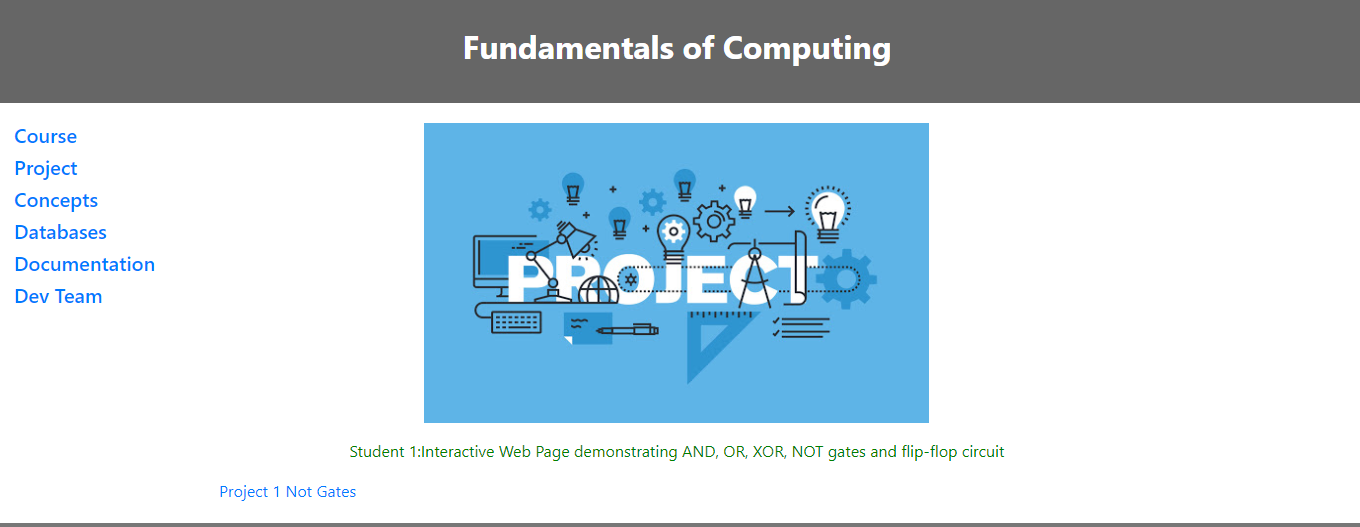 Fundamentals of Computing
Course
Project
Concepts
Databases
Documentation
Dev Team
PROJECT
Student 1:Interactive Web Page demonstrating AND, OR, XOR, NOT gates and flip-flop circuit
Project 1 Not Gates